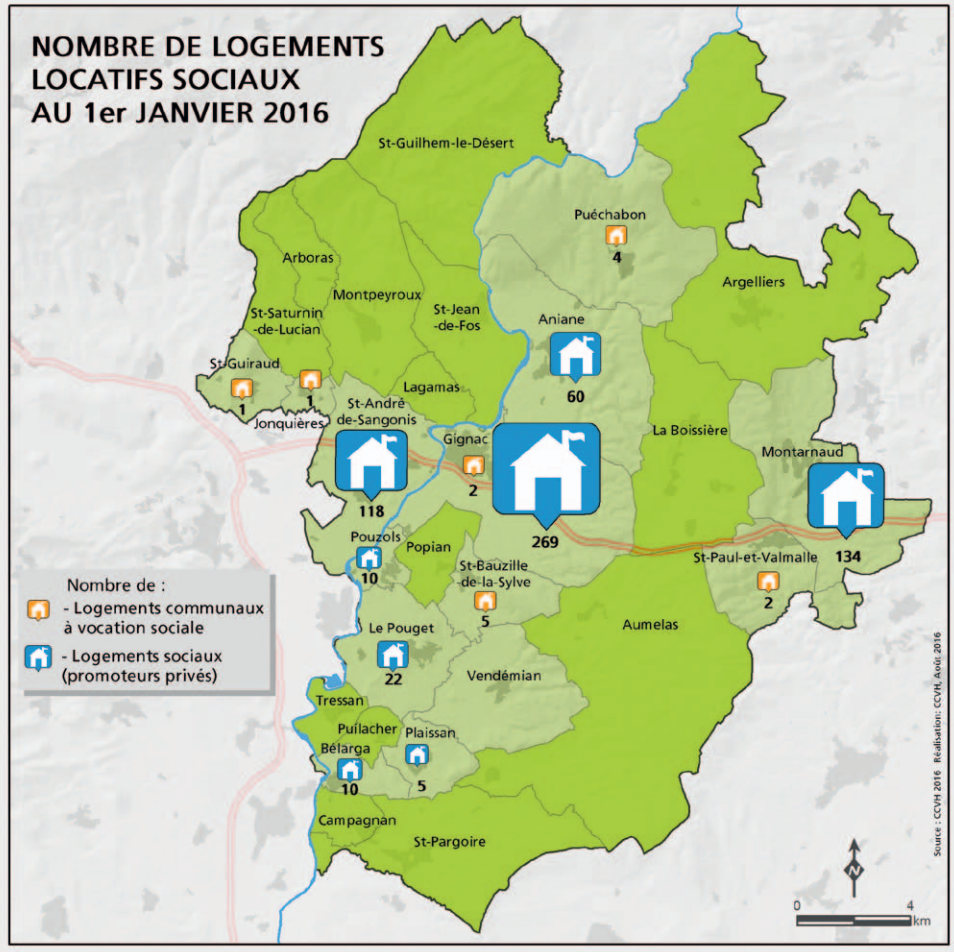 NOMBRE DE LOGEMENTS
LOCATIFS SOCIAUX
AU 1er JANVIER 2016
St-Guilhem-le-Désert
Puéchabon
4
Arboras
Montpeyroux
Argelliers
St-Saturnin
-de-Lucian
St-Jean
-de-Fos
Aniane
60
St-Guiraud
1
1
Jonquières
Lagamas
St-André
de-Sangonis
118
Gignac
2
269
La Boissière
Montarnaud
134
Pouzols
10
Popian
St-Bauzille
-de-la-Sylve
5
St-Paul-et-Valmalle
2
Nombre de :
- Logements communaux
à vocation sociale
- Logements sociaux
(promoteurs privés)
Le Pouget
22
Aumelas
Vendémian
Tressan
Puilacher
Plaissan
5
Bélarga
10
Campagnan
St-Pargoire
N
0 4
km
Source : CCVH 2016 Réalisation: CCVH, Août 2016